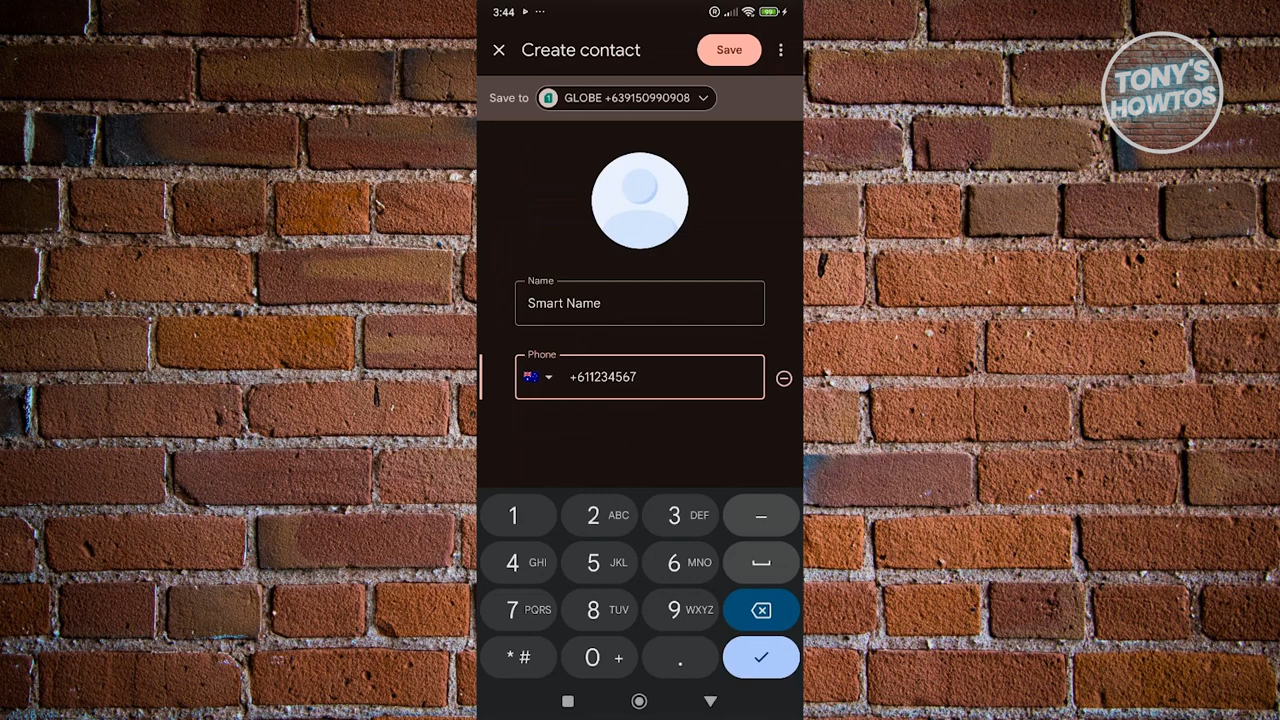 3:44
TONY'S
HOWTOS
Create contact
Save
Save to
GLOBE +639150990908
Name
Smart Name
Phone
+611234567
1
2 ABC
3 DEF
–
4 GHI
5 JKL
6 MNO
7 PQRS
8 TUV
9 WXYZ
* #
0 +
.